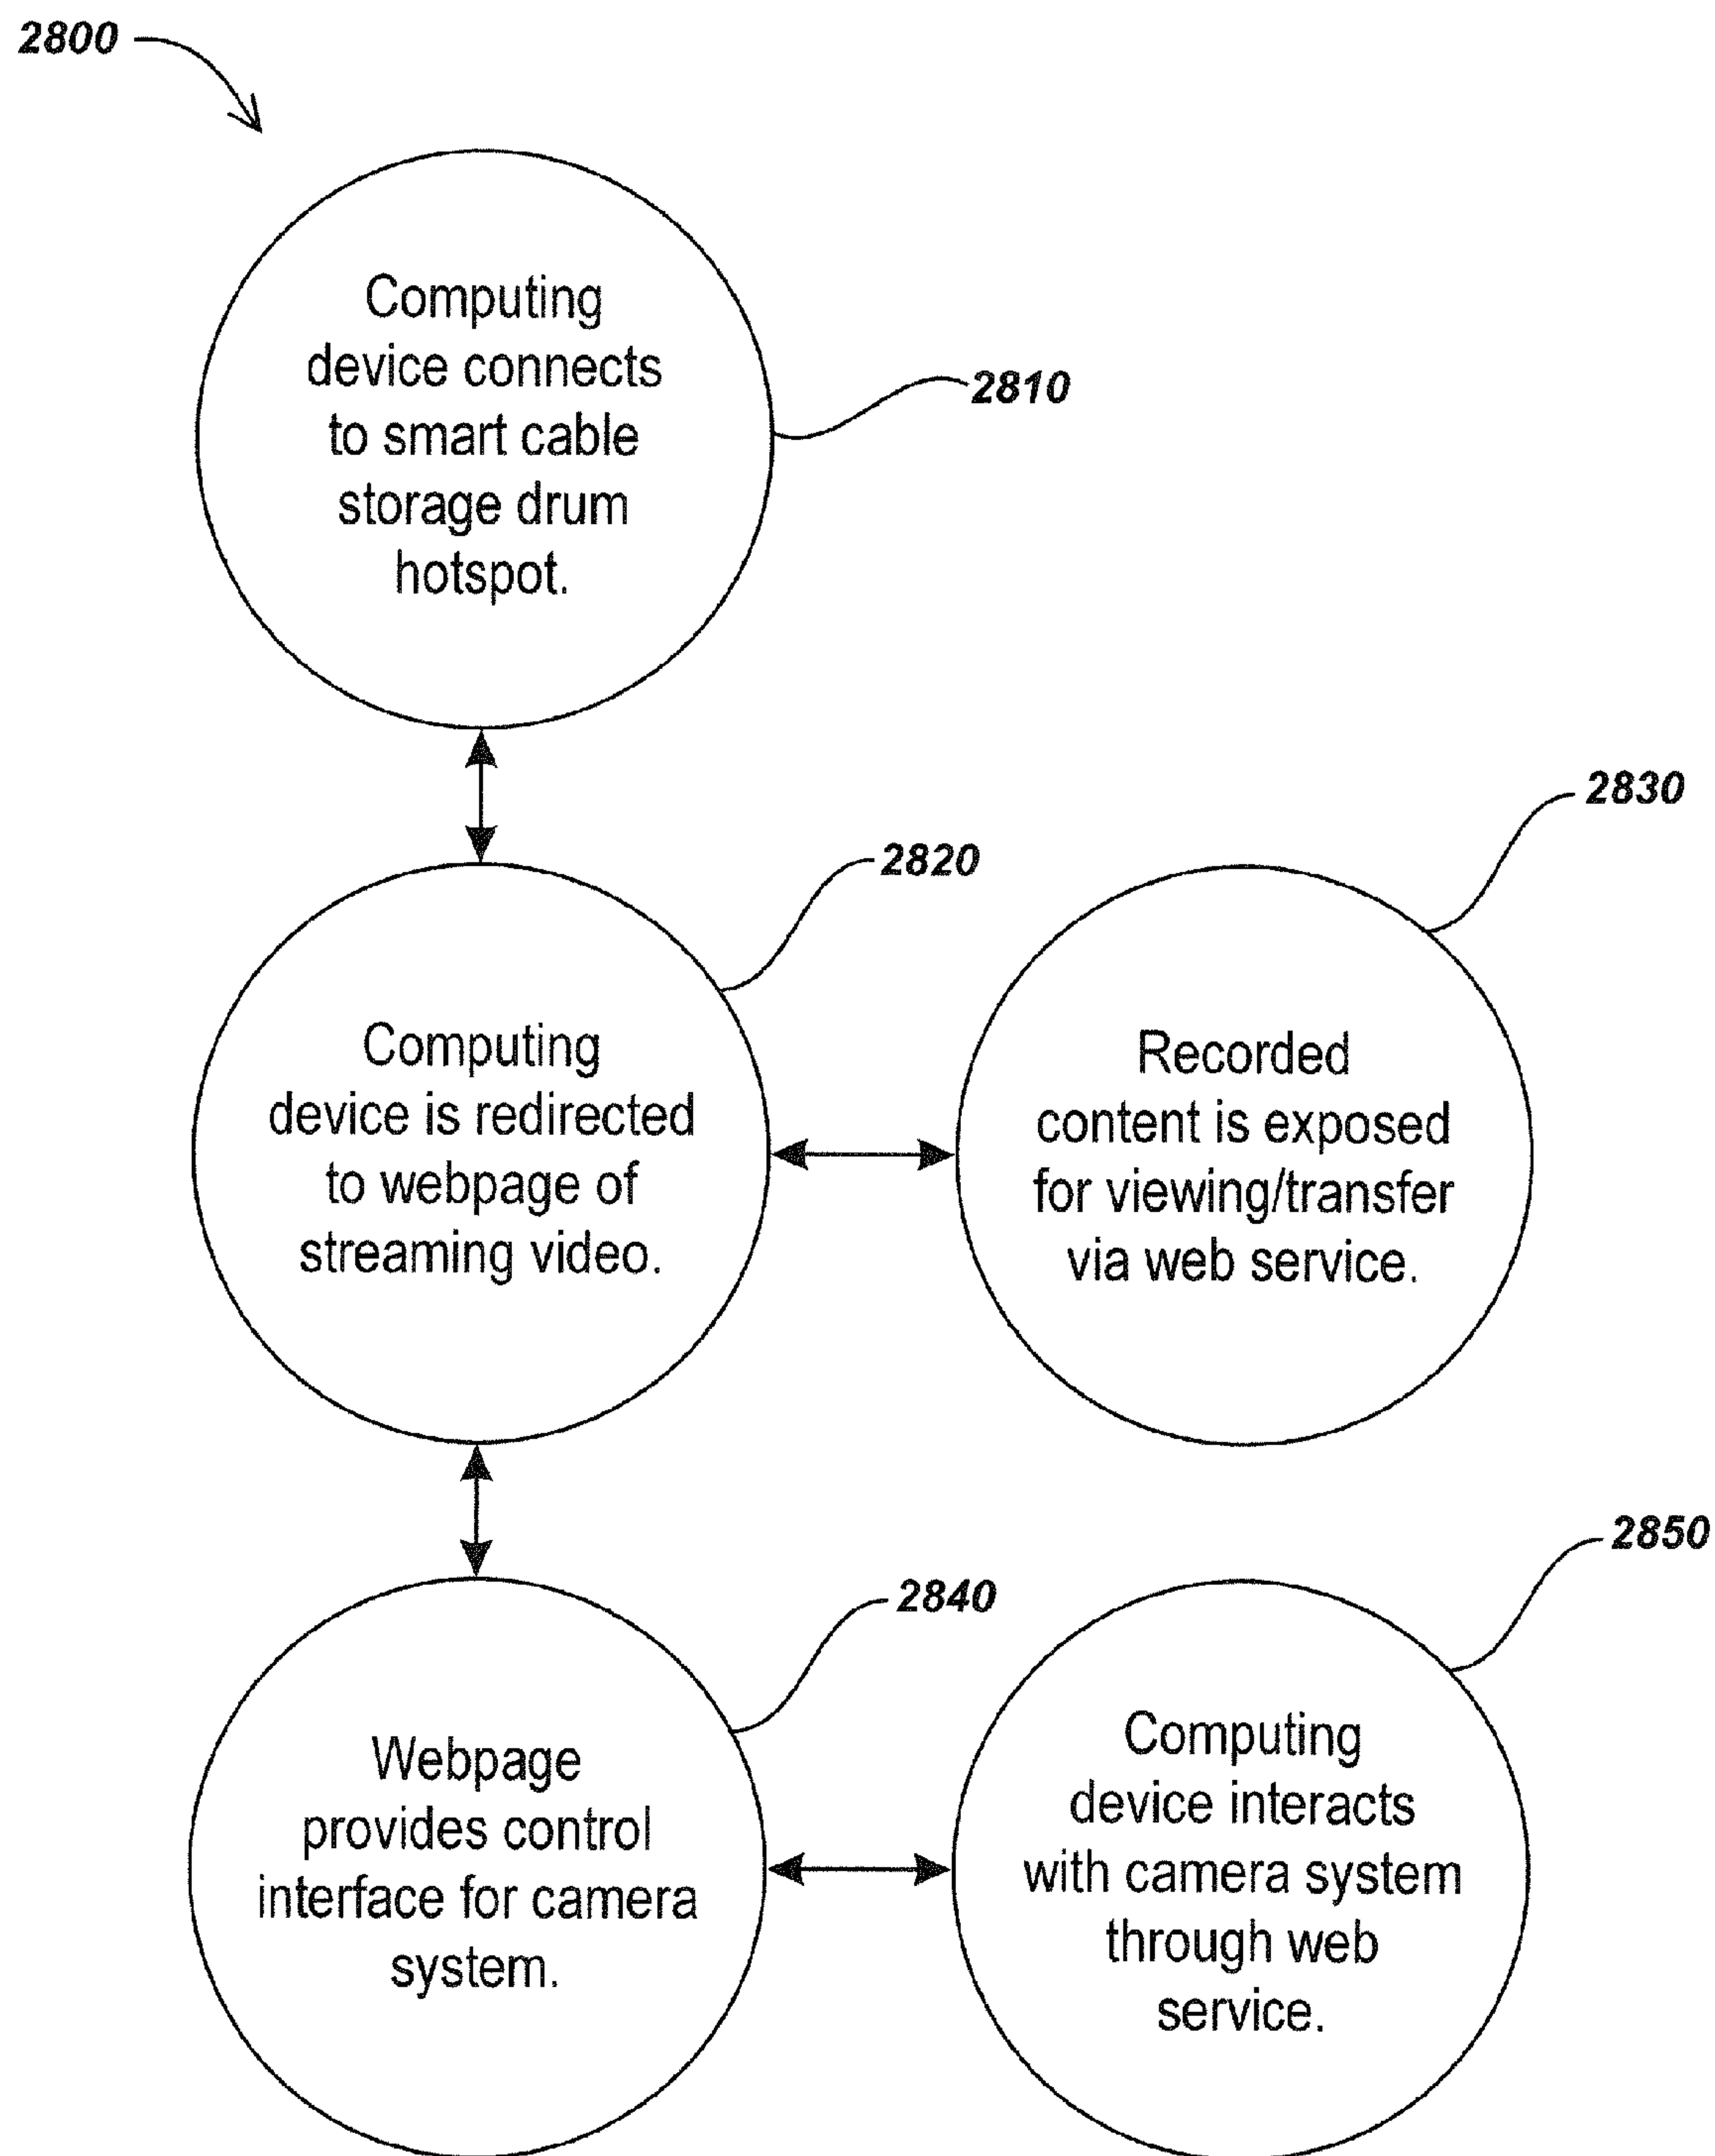 2800
Computing
device connects
to smart cable
storage drum
hotspot.
2810
2820
Computing
device is redirected
to webpage of
streaming video.
2830
Recorded
content is exposed
for viewing/transfer
via web service.
2840
Webpage
provides control
interface for camera
system.
2850
Computing
device interacts
with camera system
through web
service.